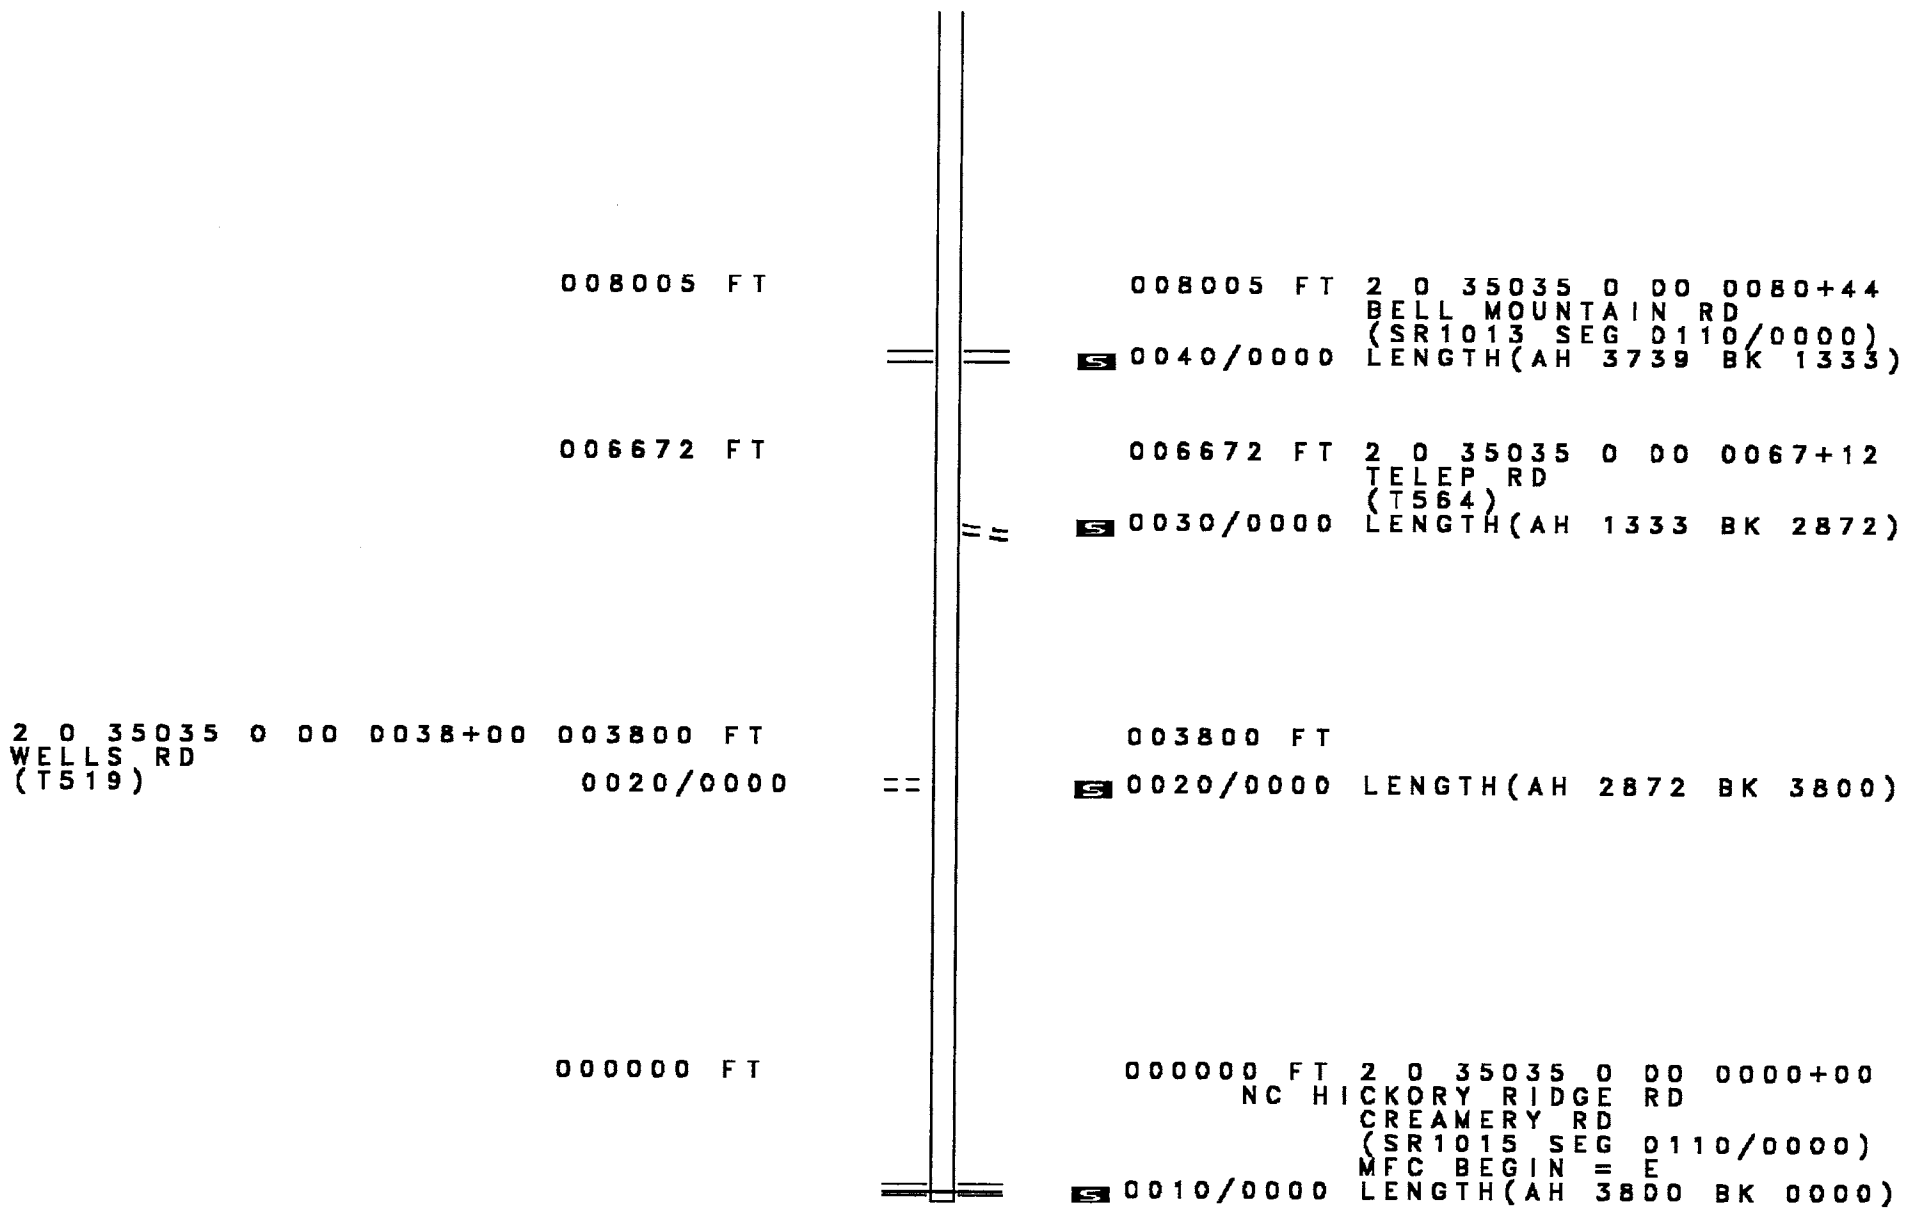 008005 FT 008005 FT 2 0 35035 0 00 0080+44
BELL MOUNTAIN RD
(SR1013 SEG 0110/0000)
S 0040/0000 LENGTH(AH 3739 BK 1333)
006672 FT 006672 FT 2 0 35035 0 00 0067+12
TELEP RD
(T564)
S 0030/0000 LENGTH(AH 1333 BK 2872)
2 0 35035 0 00 0038+00 003800 FT 003800 FT
WELLS RD
(T519) 0020/0000 S 0020/0000 LENGTH(AH 2872 BK 3800)
000000 FT 000000 FT 2 0 35035 0 00 0000+00
NC HICKORY RIDGE RD
CREAMERY RD
(SR1015 SEG 0110/0000)
MFC BEGIN = E
S 0010/0000 LENGTH(AH 3800 BK 0000)